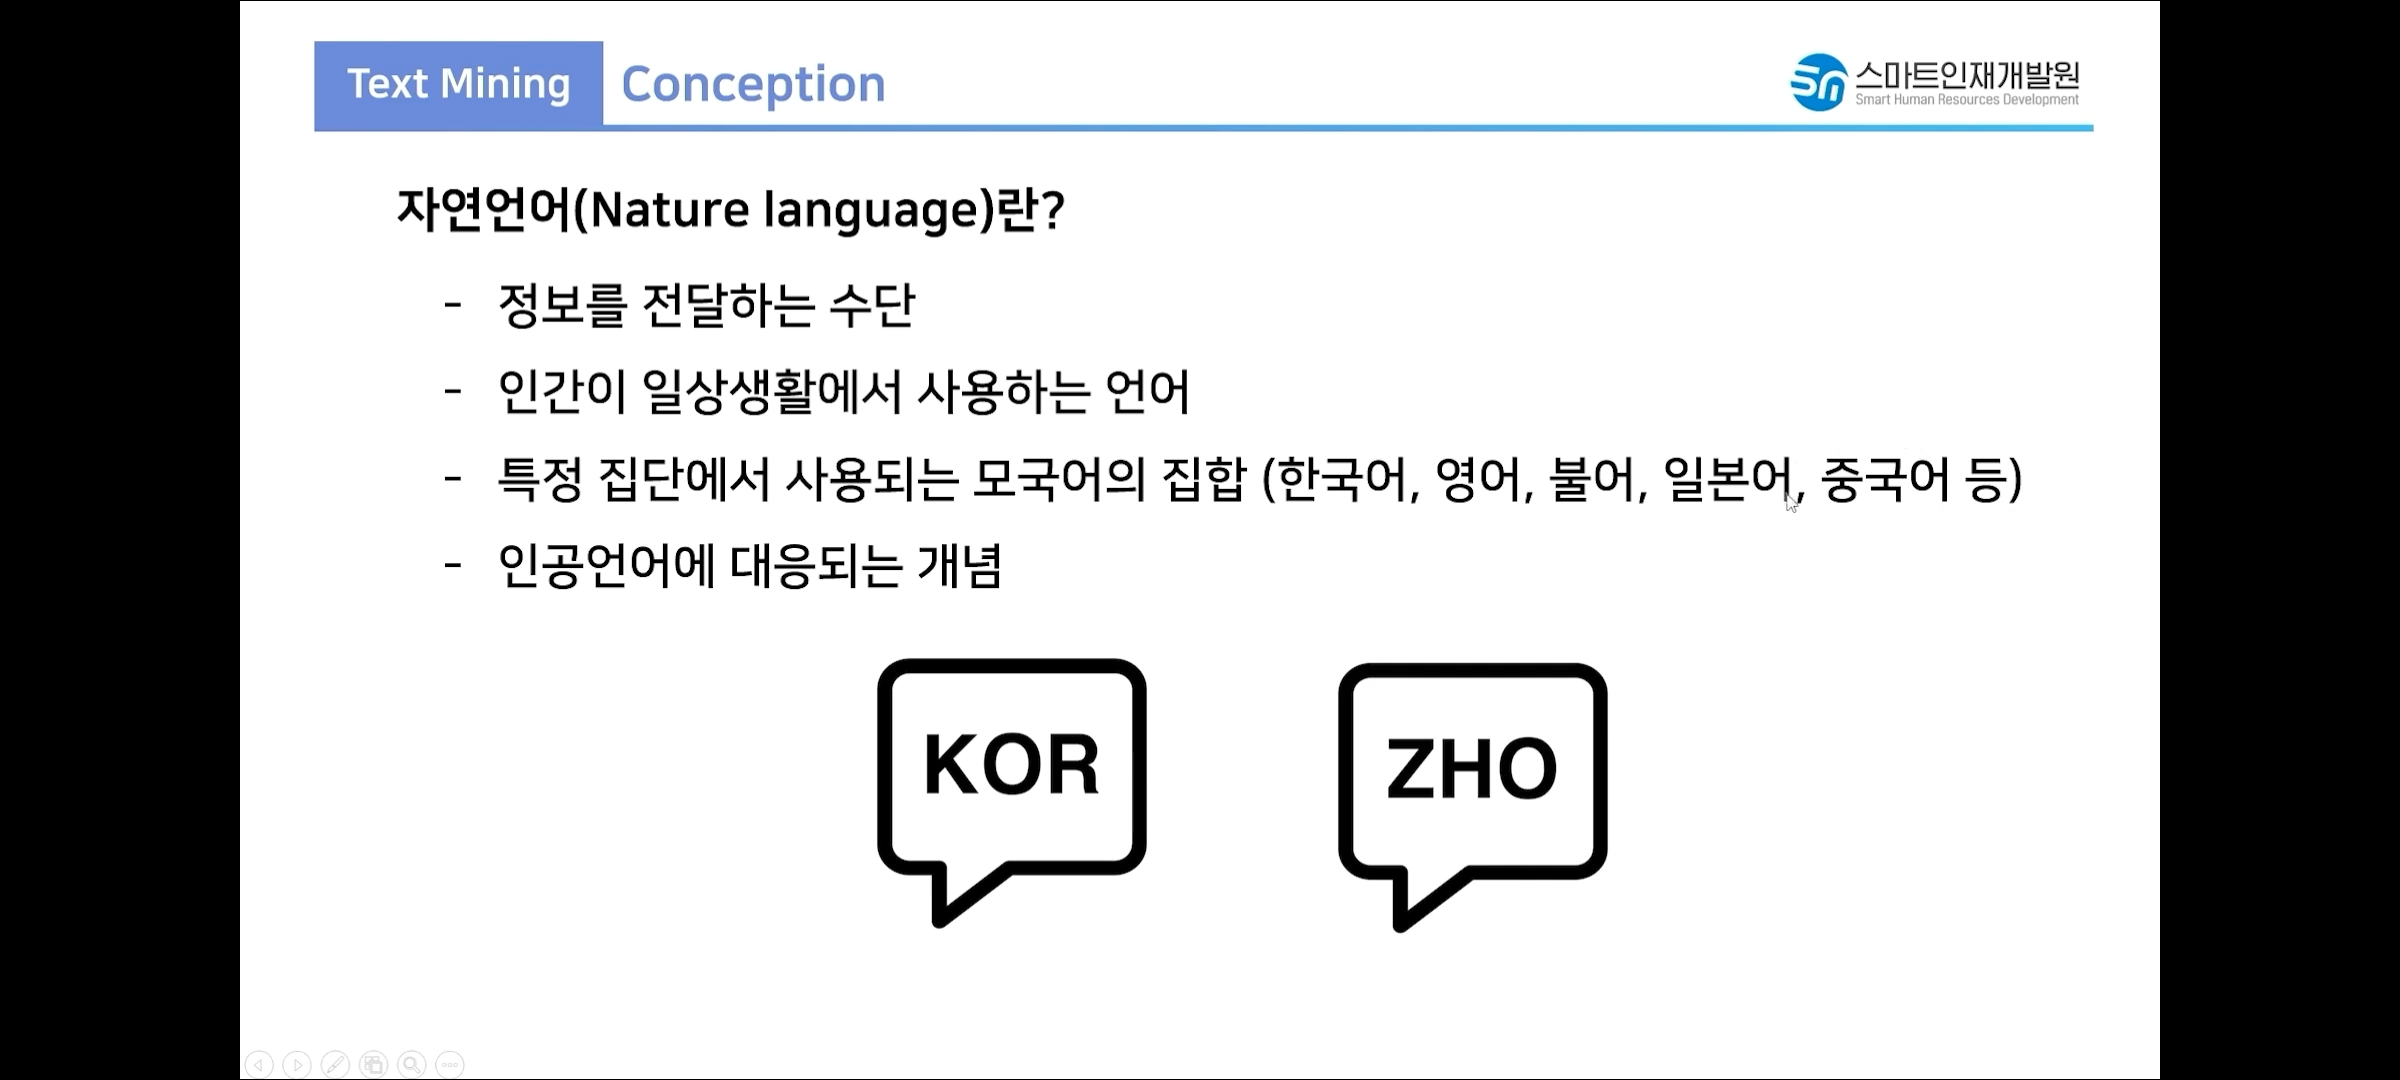 Text Mining Conception
스마트인재개발원
Smart Human Resources Development
자연언어(Nature language)란?
- 정보를 전달하는 수단
- 인간이 일상생활에서 사용하는 언어
- 특정 집단에서 사용되는 모국어의 집합 (한국어, 영어, 불어, 일본어, 중국어 등)
- 인공언어에 대응되는 개념
KOR
ZHO